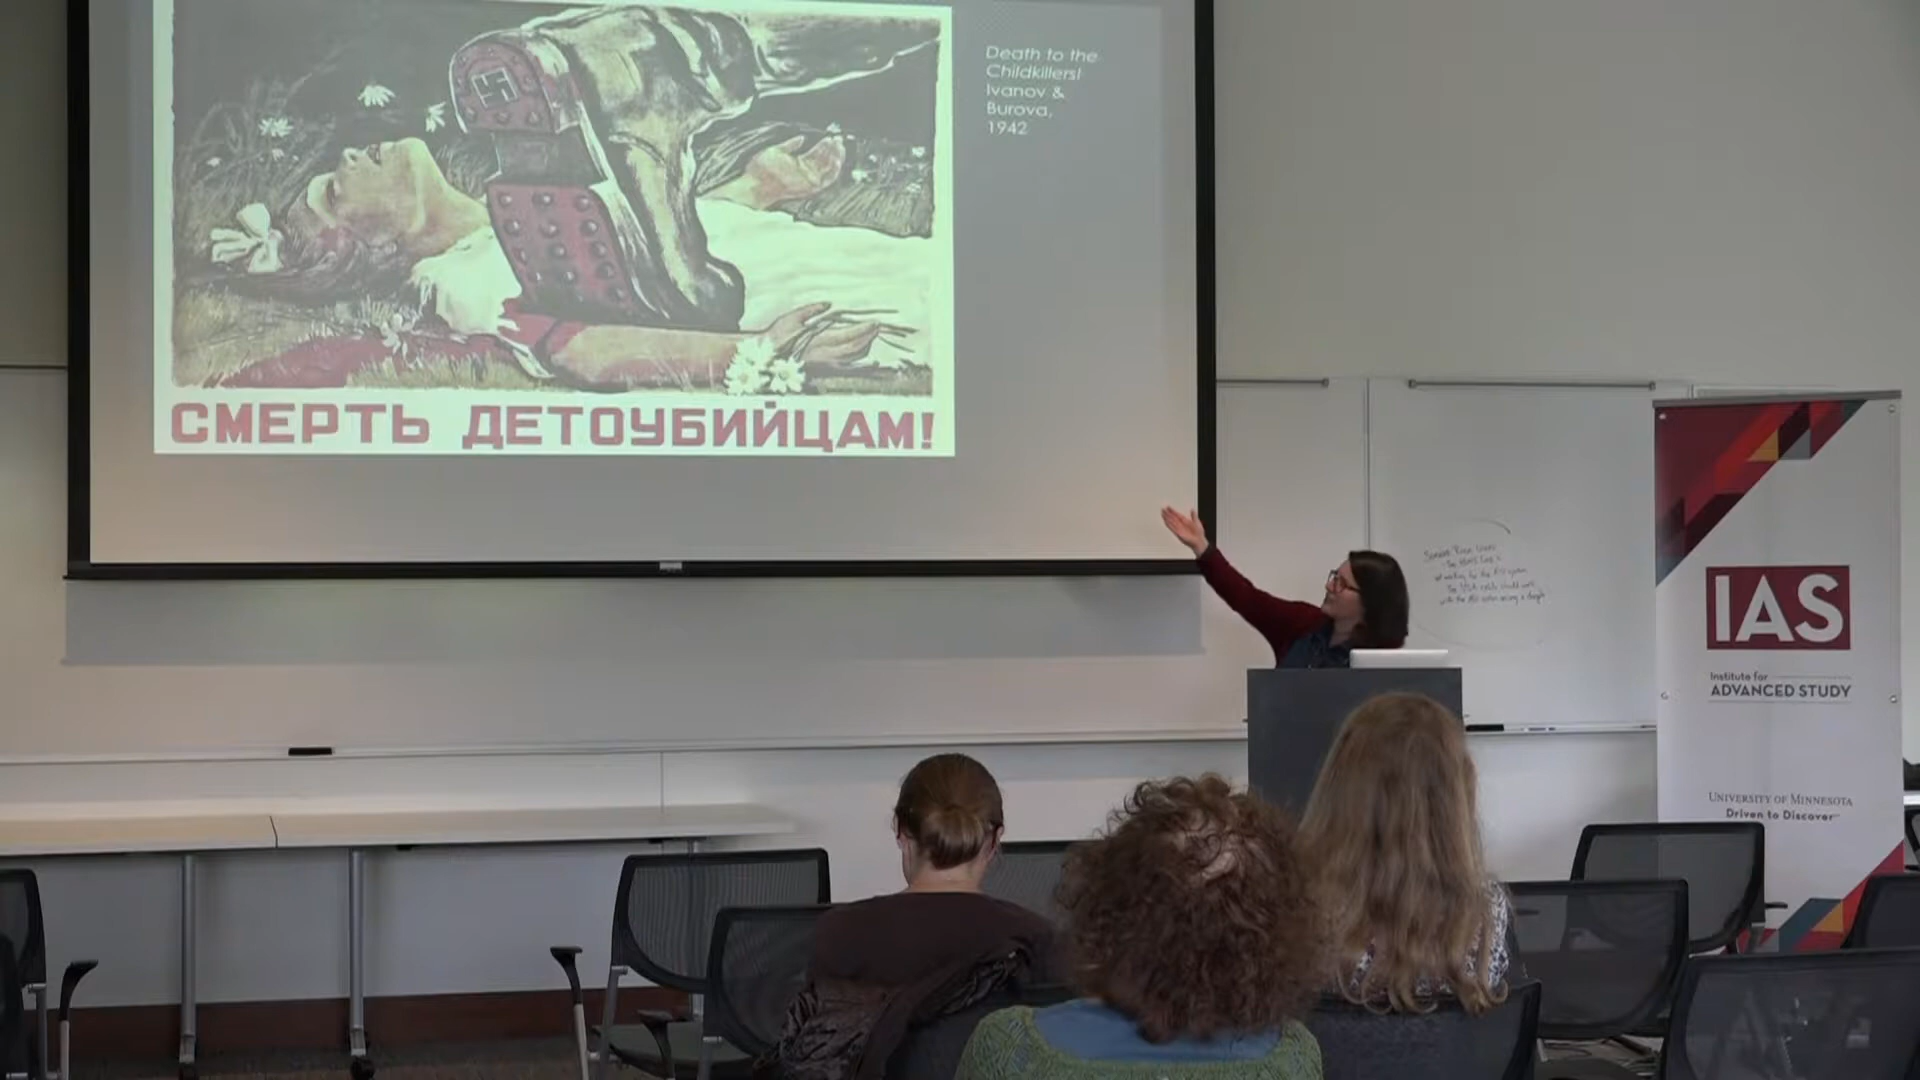 Death to the
Childkillers!
Ivanov &
Burova,
1942
СМЕРТЬ ДЕТОУБИЙЦАМ!
IAS
Institute for
ADVANCED STUDY
UNIVERSITY OF MINNESOTA
Driven to Discover℠